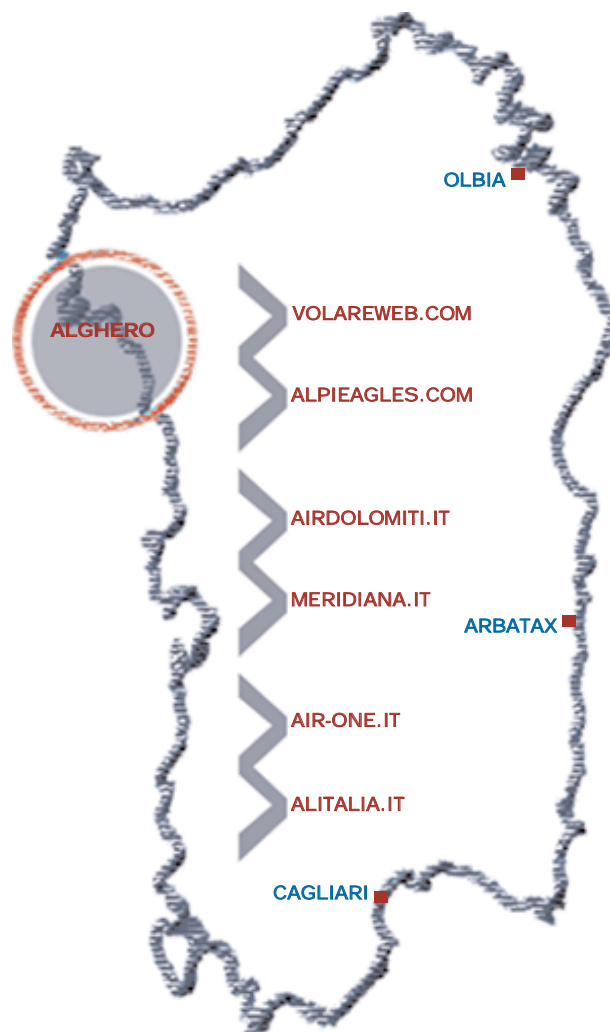 OLBIA
ALGHERO
VOLAREWEB.COM
ALPIEAGLES.COM
AIRDOLOMITI.IT
MERIDIANA.IT
ARBATAX
AIR-ONE.IT
ALITALIA.IT
CAGLIARI